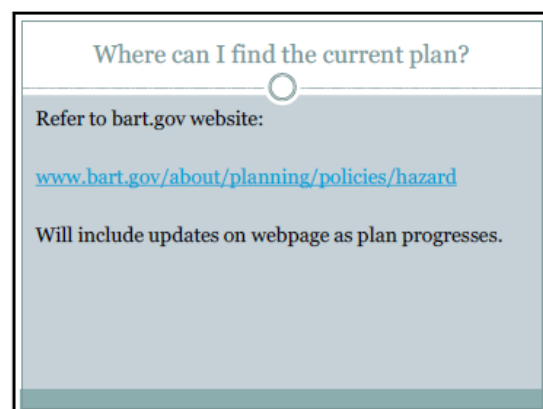 Where can I find the current plan?
Refer to bart.gov website:
www.bart.gov/about/planning/policies/hazard
Will include updates on webpage as plan progresses.